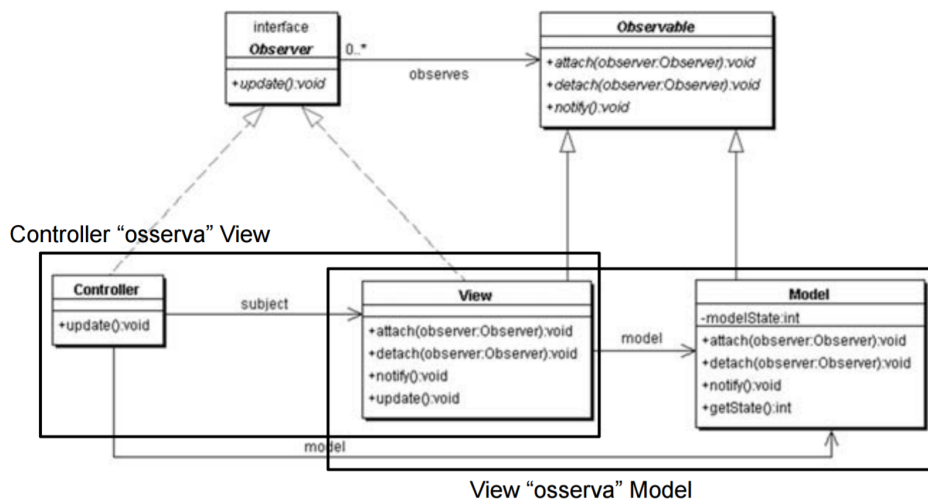 interface
Observer
+update():void
0..*
observes
Observable
+attach(observer:Observer):void
+detach(observer:Observer):void
+notify():void
Controller “osserva” View
Controller
+update():void
subject
View
+attach(observer:Observer):void
+detach(observer:Observer):void
+notify():void
+update():void
model
Model
-modelState:int
+attach(observer:Observer):void
+detach(observer:Observer):void
+notify():void
+getState():int
model
View “osserva” Model